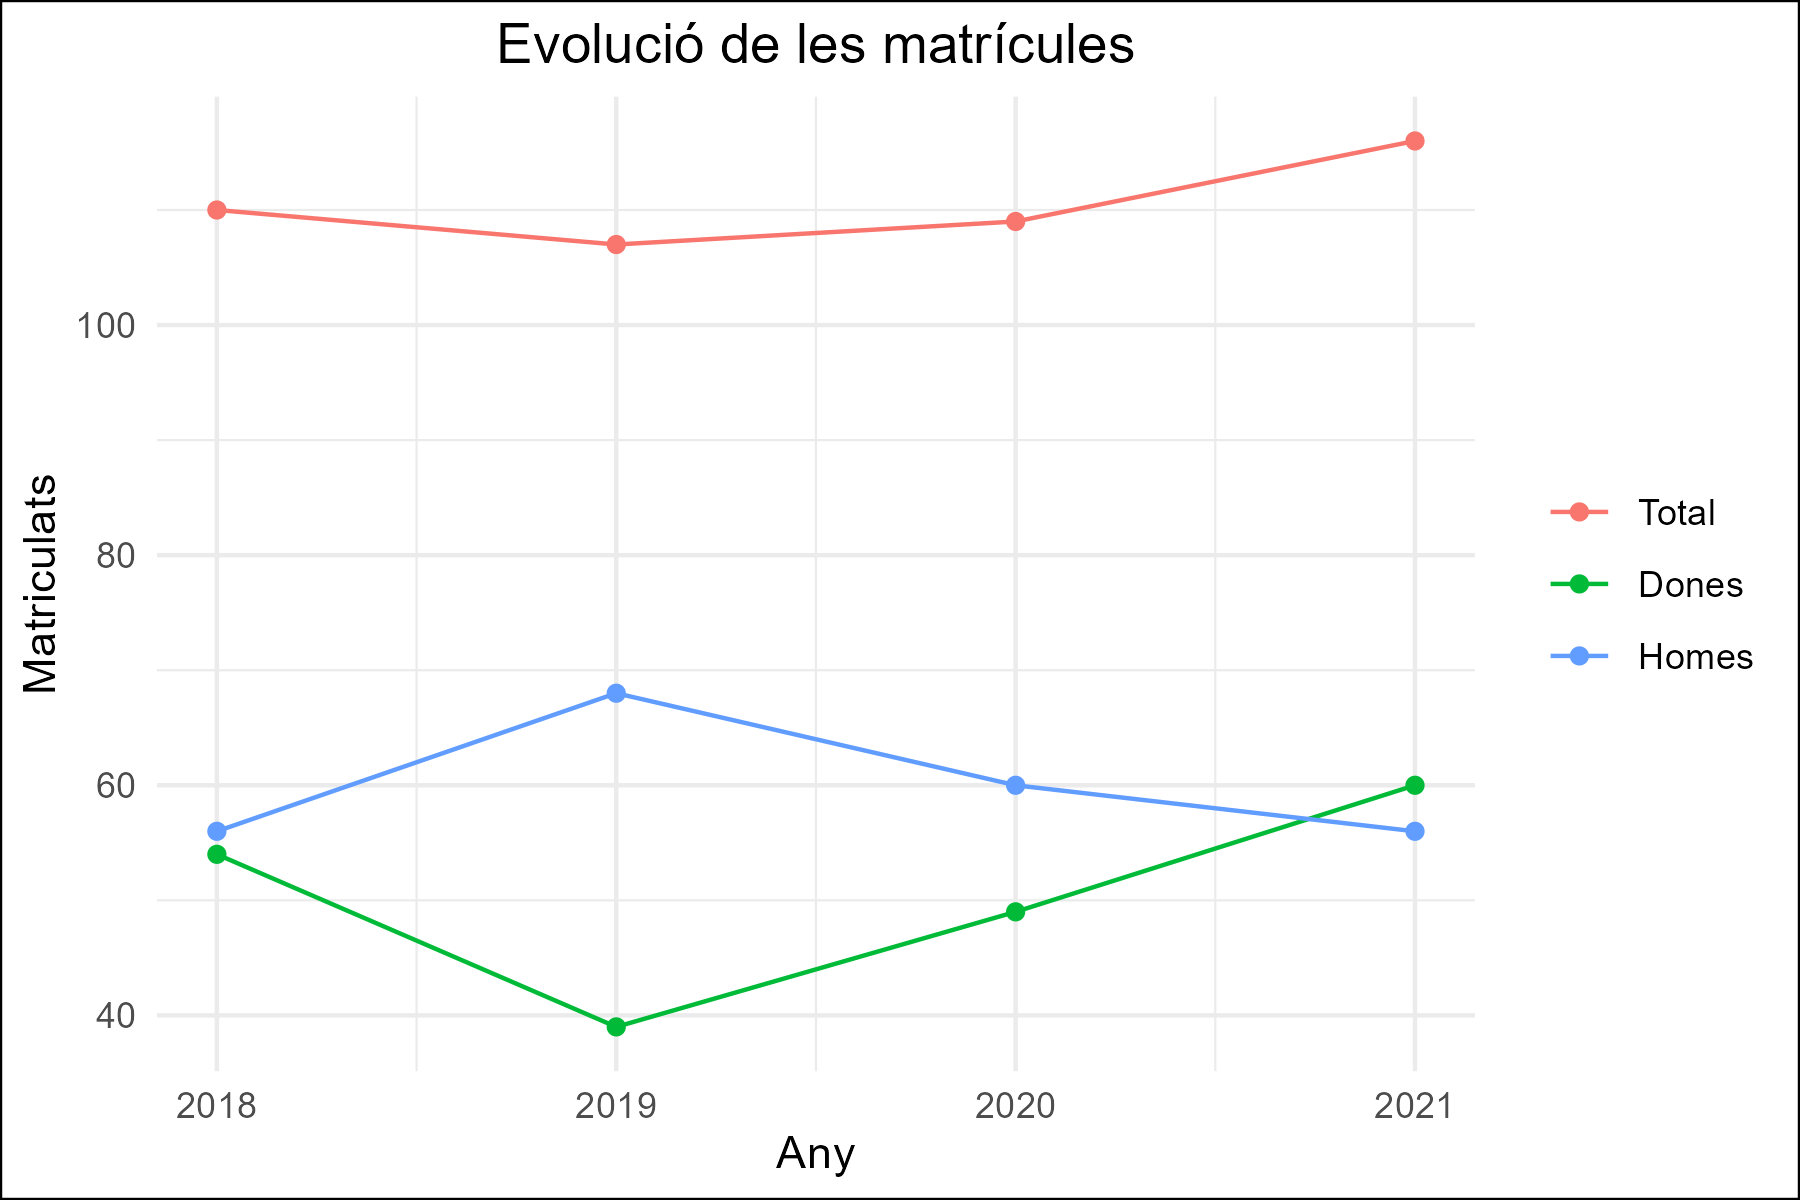 Evolució de les matrícules
Matriculats
100
80
60
40
2018
2019
2020
2021
Any
Total
Dones
Homes